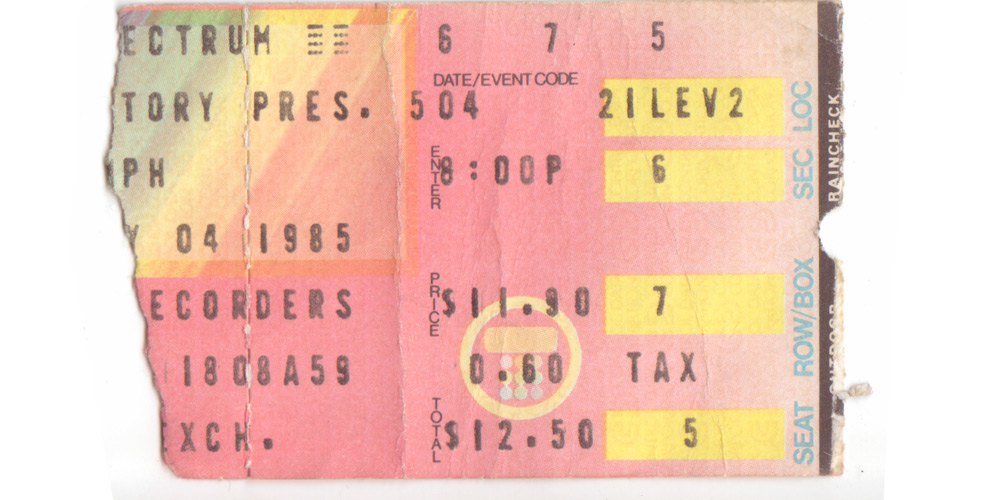 ECTRUM 6 7 5
DATE/EVENT CODE
TORY PRES. 504 21LEV2 LOC
PH ENTER 8:00P 6 SEC
04 1985
ECORDERS PRICE $11.90 7 ROW/BOX
1808A59 0.60 TAX
EXCH. TOTAL $12.50 5 SEAT
RAINCHECK